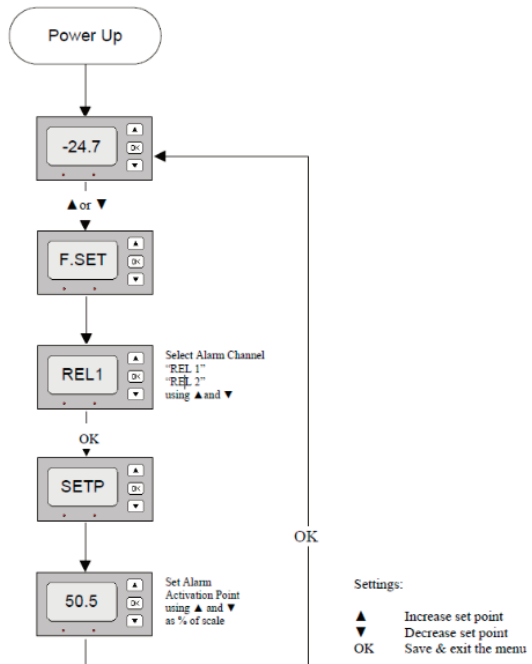 Power Up
-24.7
OK
▲ or ▼
F.SET
OK
REL1
OK
Select Alarm Channel
“REL 1”
“REL 2”
using ▲and ▼
OK
SETP
OK
OK
50.5
OK
Set Alarm
Activation Point
using ▲ and ▼
as % of scale
Settings:
▲ Increase set point
▼ Decrease set point
OK Save & exit the menu